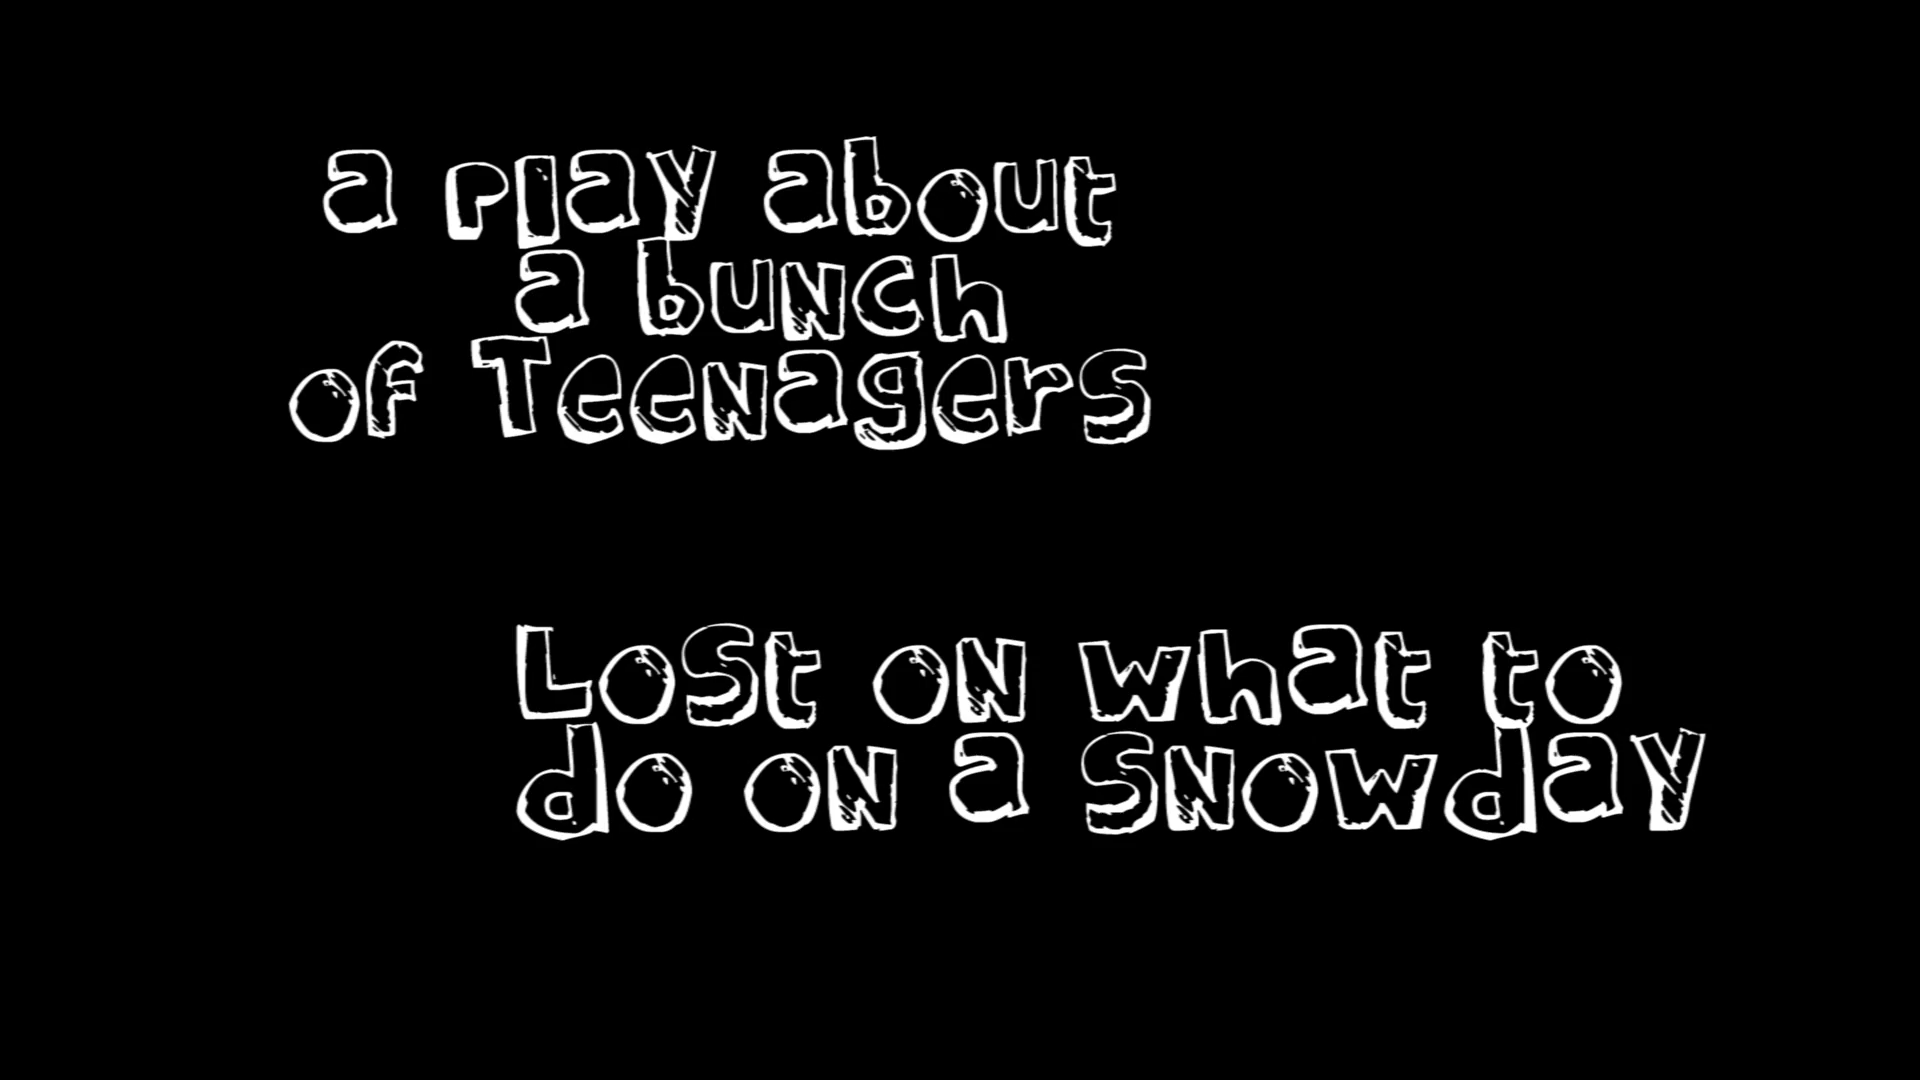 a play about
a bunch
of Teenagers
Lost on what to
do on a snowday